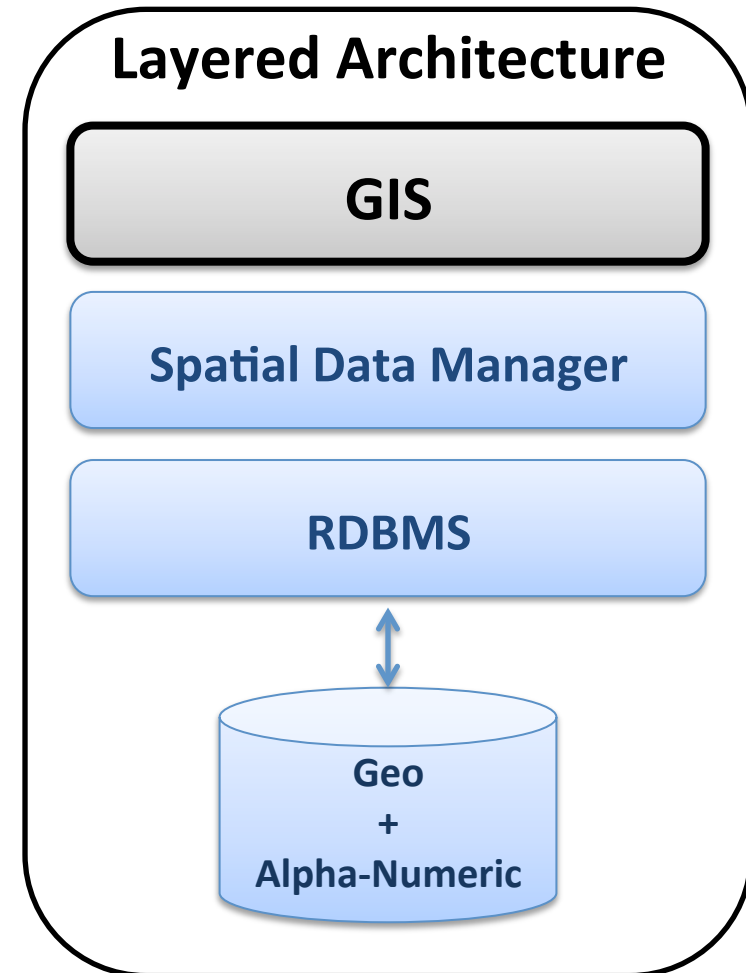 Layered Architecture
GIS
Spatial Data Manager
RDBMS
Geo
+
Alpha-Numeric